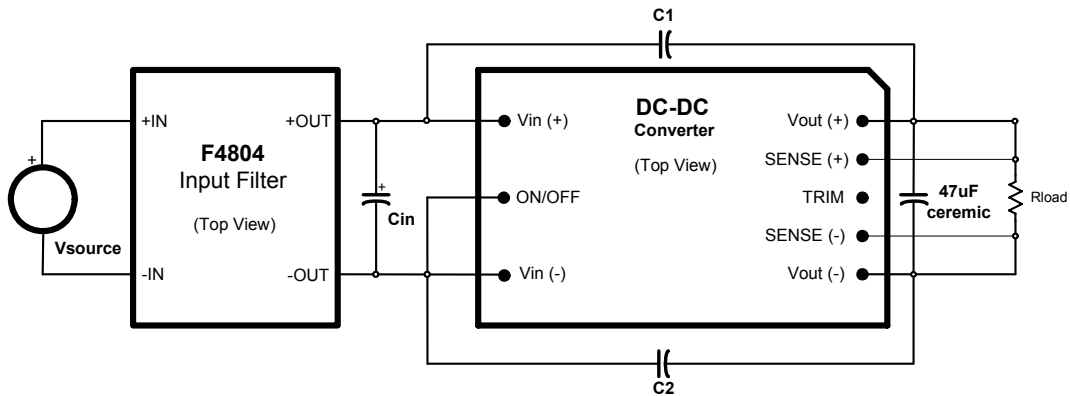 C1
+IN
+OUT
F4804
Input Filter
(Top View)
-IN
-OUT
+
Vsource
+
Cin
DC-DC
Converter
(Top View)
Vin (+)
ON/OFF
Vin (-)
Vout (+)
SENSE (+)
TRIM
SENSE (-)
Vout (-)
47uF
ceremic
Rload
C2